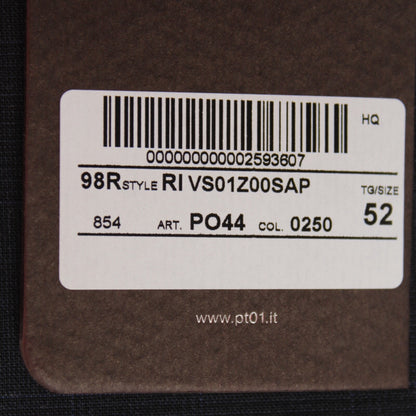 HQ
000000000002593607
98R STYLE RI VS01Z00SAP
TG/SIZE
854 ART. PO44 COL. 0250 52
www.pt01.it